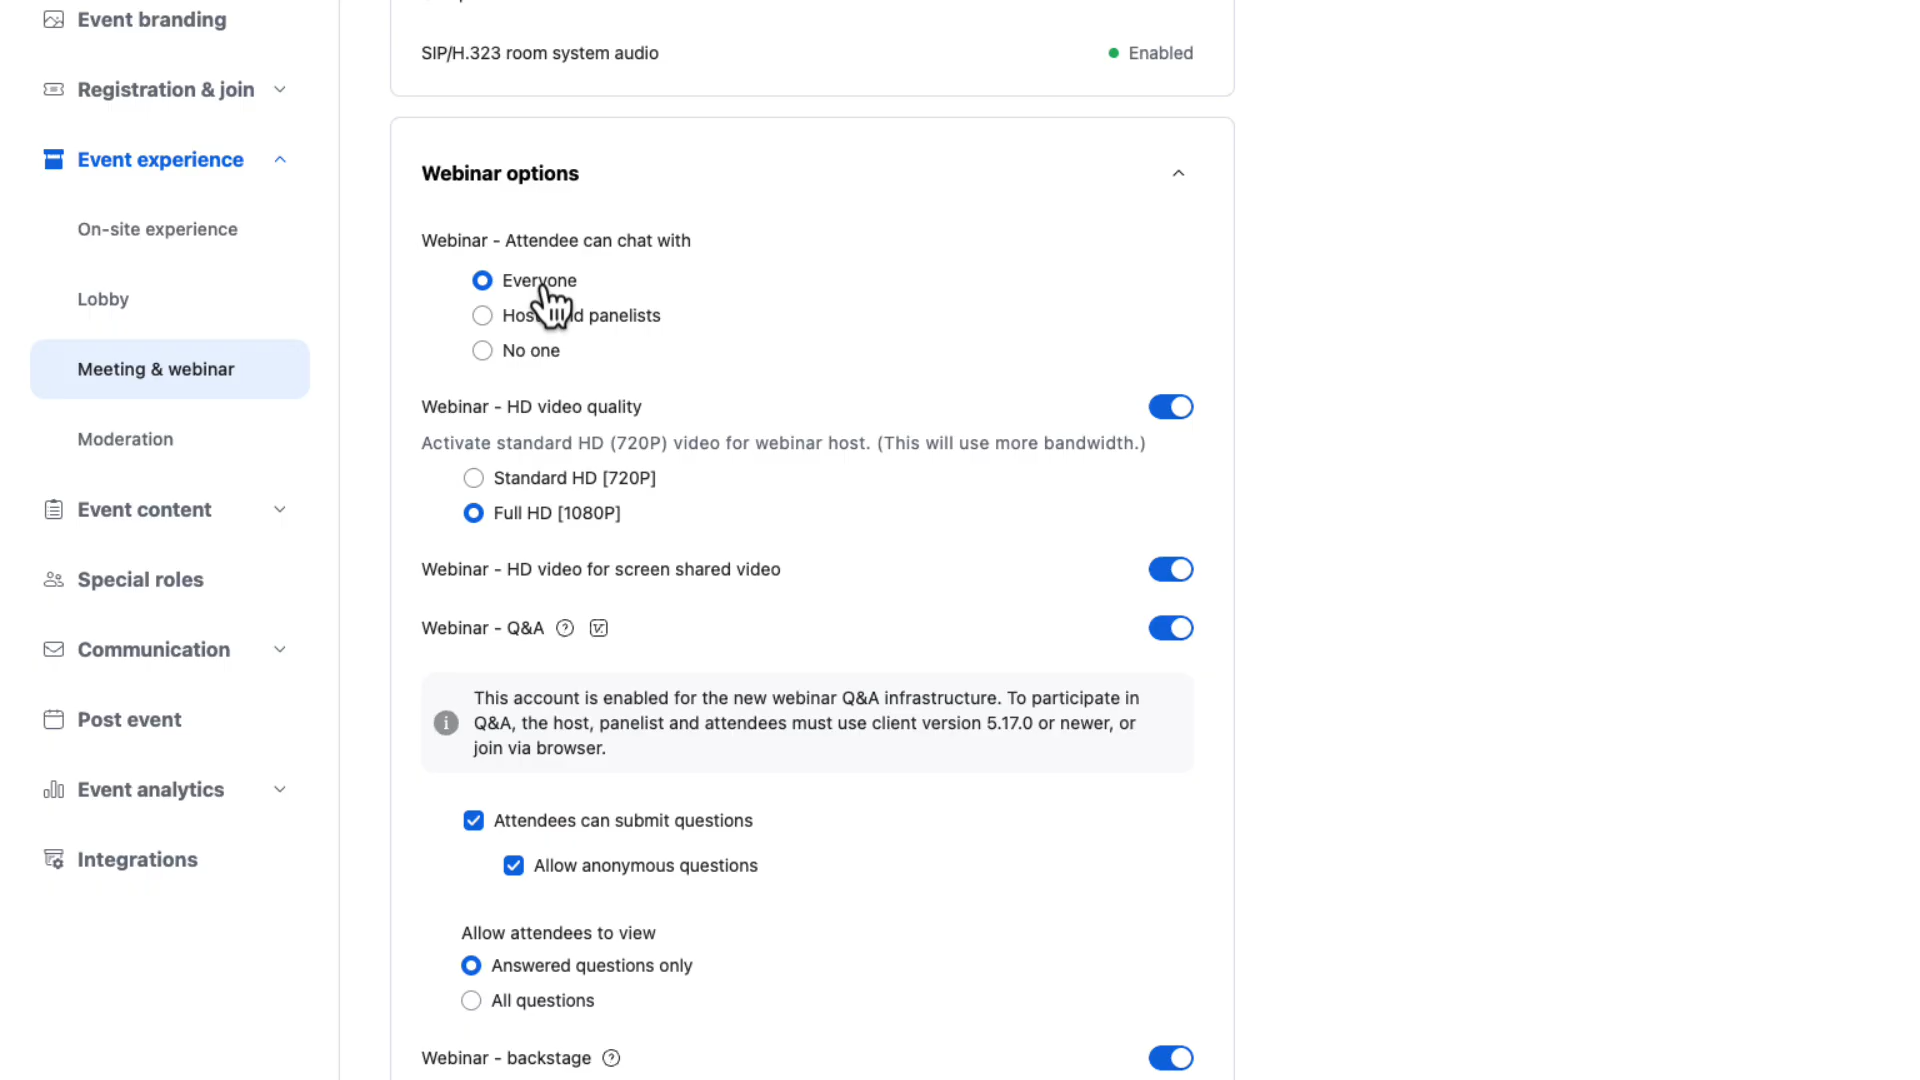 Event branding
Registration & join
Event experience
On-site experience
Lobby
Meeting & webinar
Moderation
Event content
Special roles
Communication
Post event
Event analytics
Integrations
SIP/H.323 room system audio
Enabled
Webinar options
Webinar - Attendee can chat with
Everyone
panelists
No one
Webinar - HD video quality
Activate standard HD (720P) video for webinar host. (This will use more bandwidth.)
Standard HD [720P]
Full HD [1080P]
Webinar - HD video for screen shared video
Webinar - Q&A
This account is enabled for the new webinar Q&A infrastructure. To participate in
Q&A, the host, panelist and attendees must use client version 5.17.0 or newer, or
join via browser.
Attendees can submit questions
Allow anonymous questions
Allow attendees to view
Answered questions only
All questions
Webinar - backstage